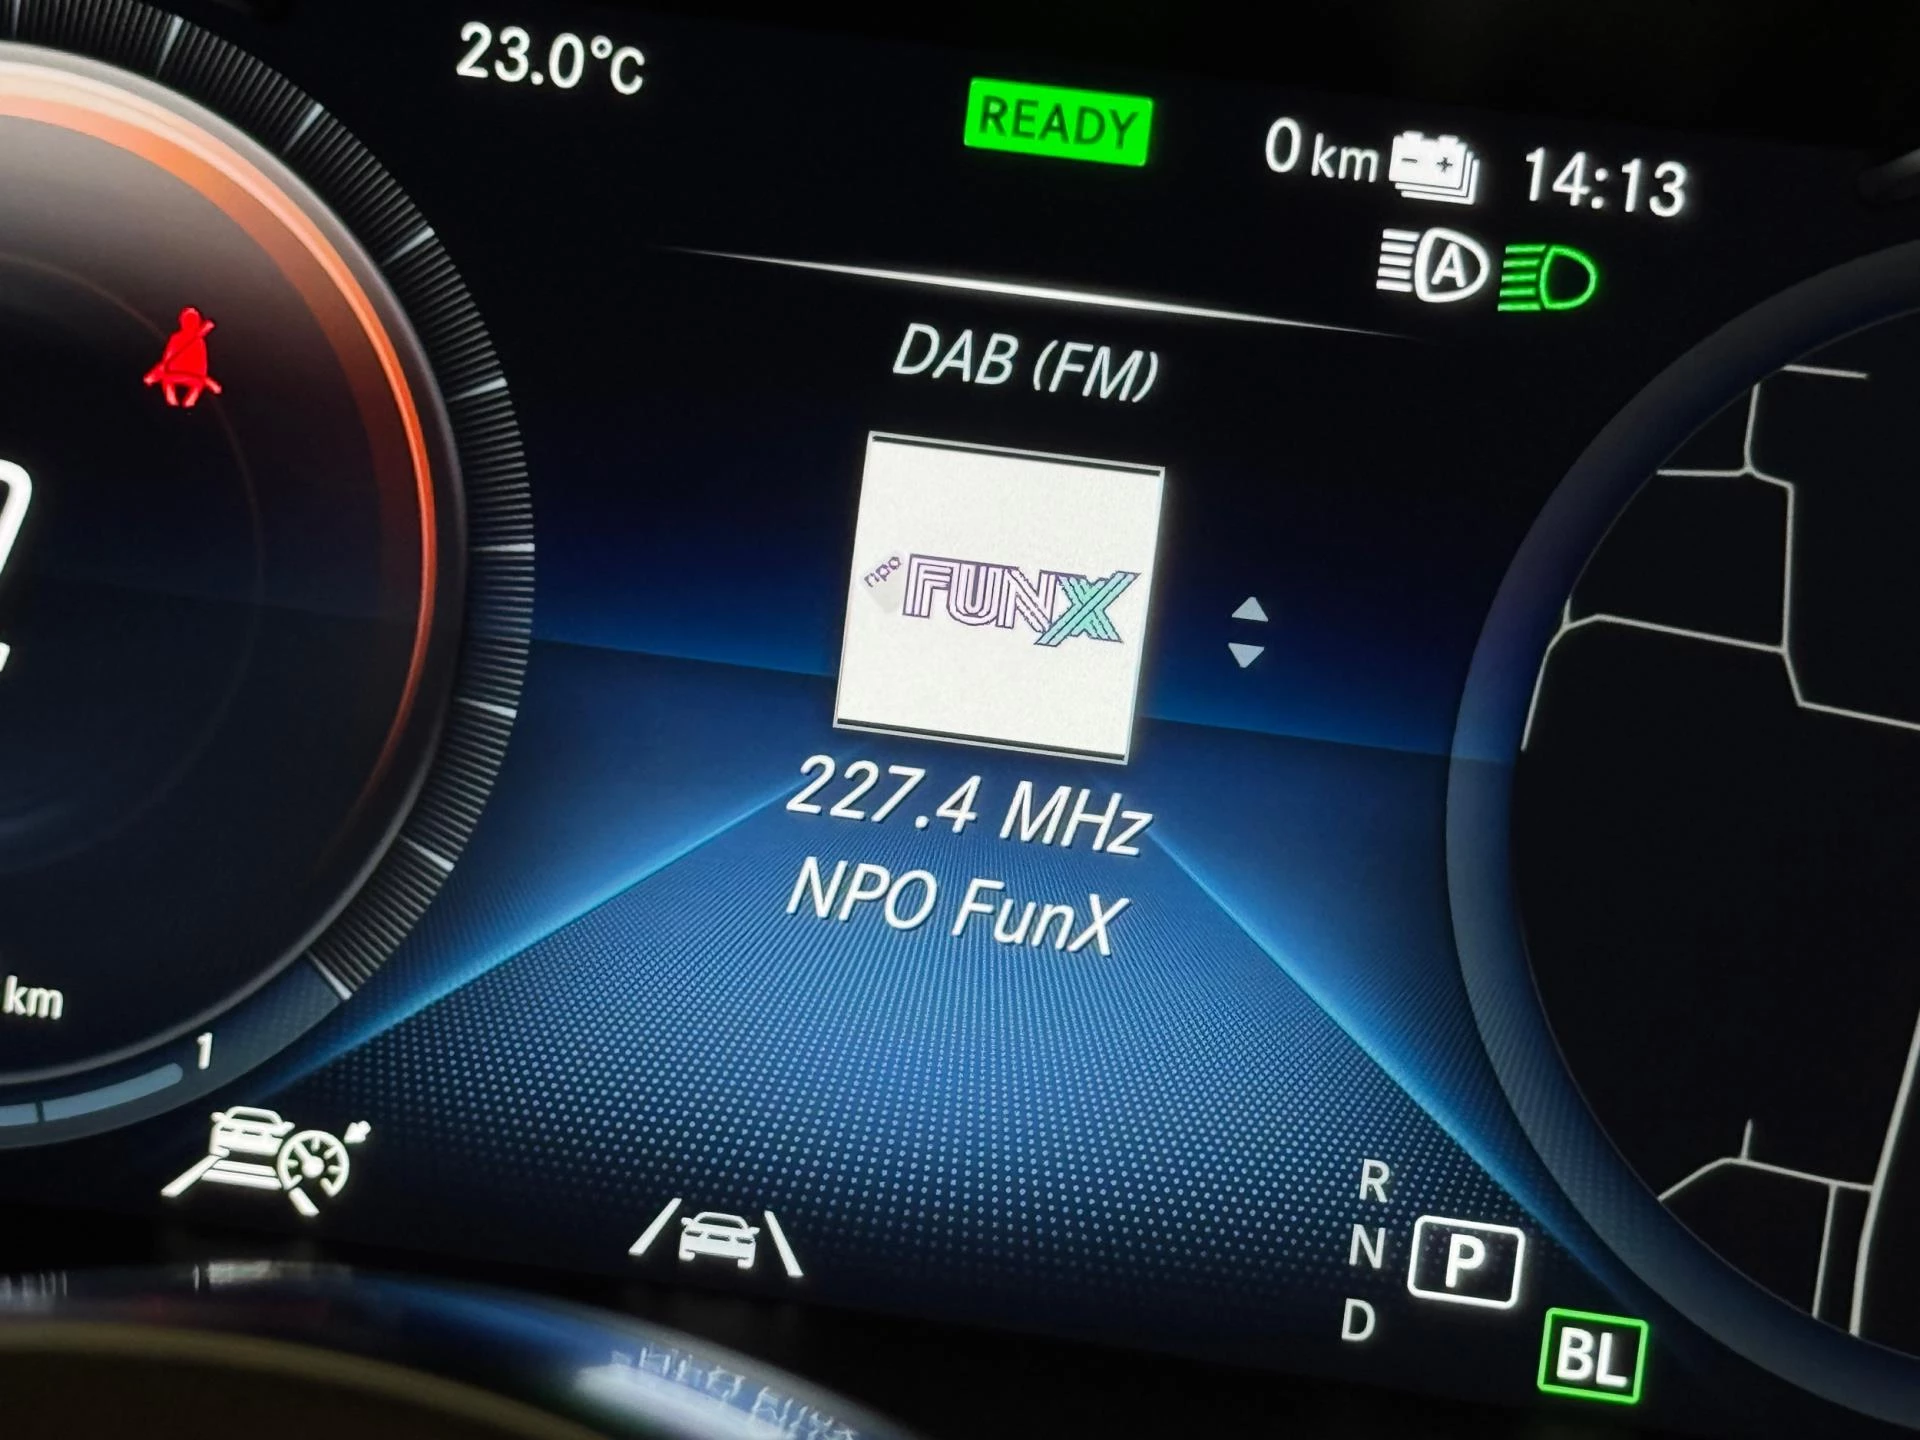 23.0°C
READY
0 km
14:13
A
DAB (FM)
npo FUNX
227.4 MHz
NPO FunX
km
1
R
N
P
D
BL